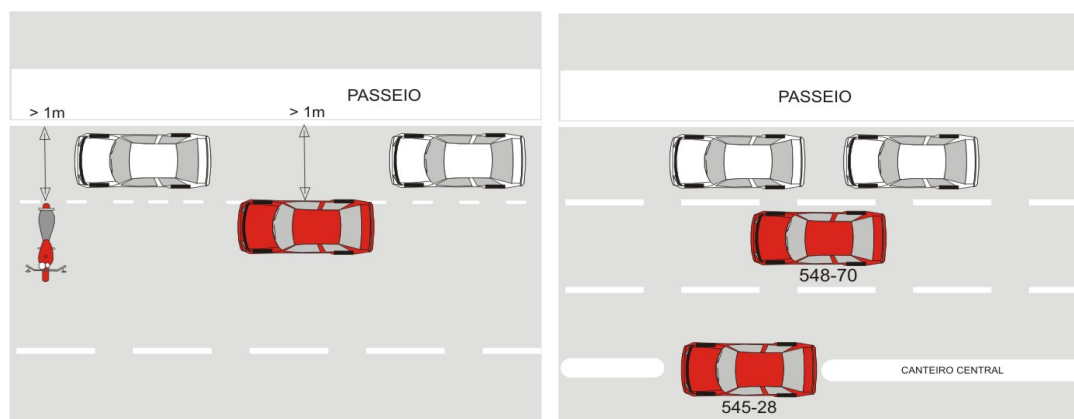 PASSEIO
> 1m
> 1m
PASSEIO
548-70
CANTEIRO CENTRAL
545-28